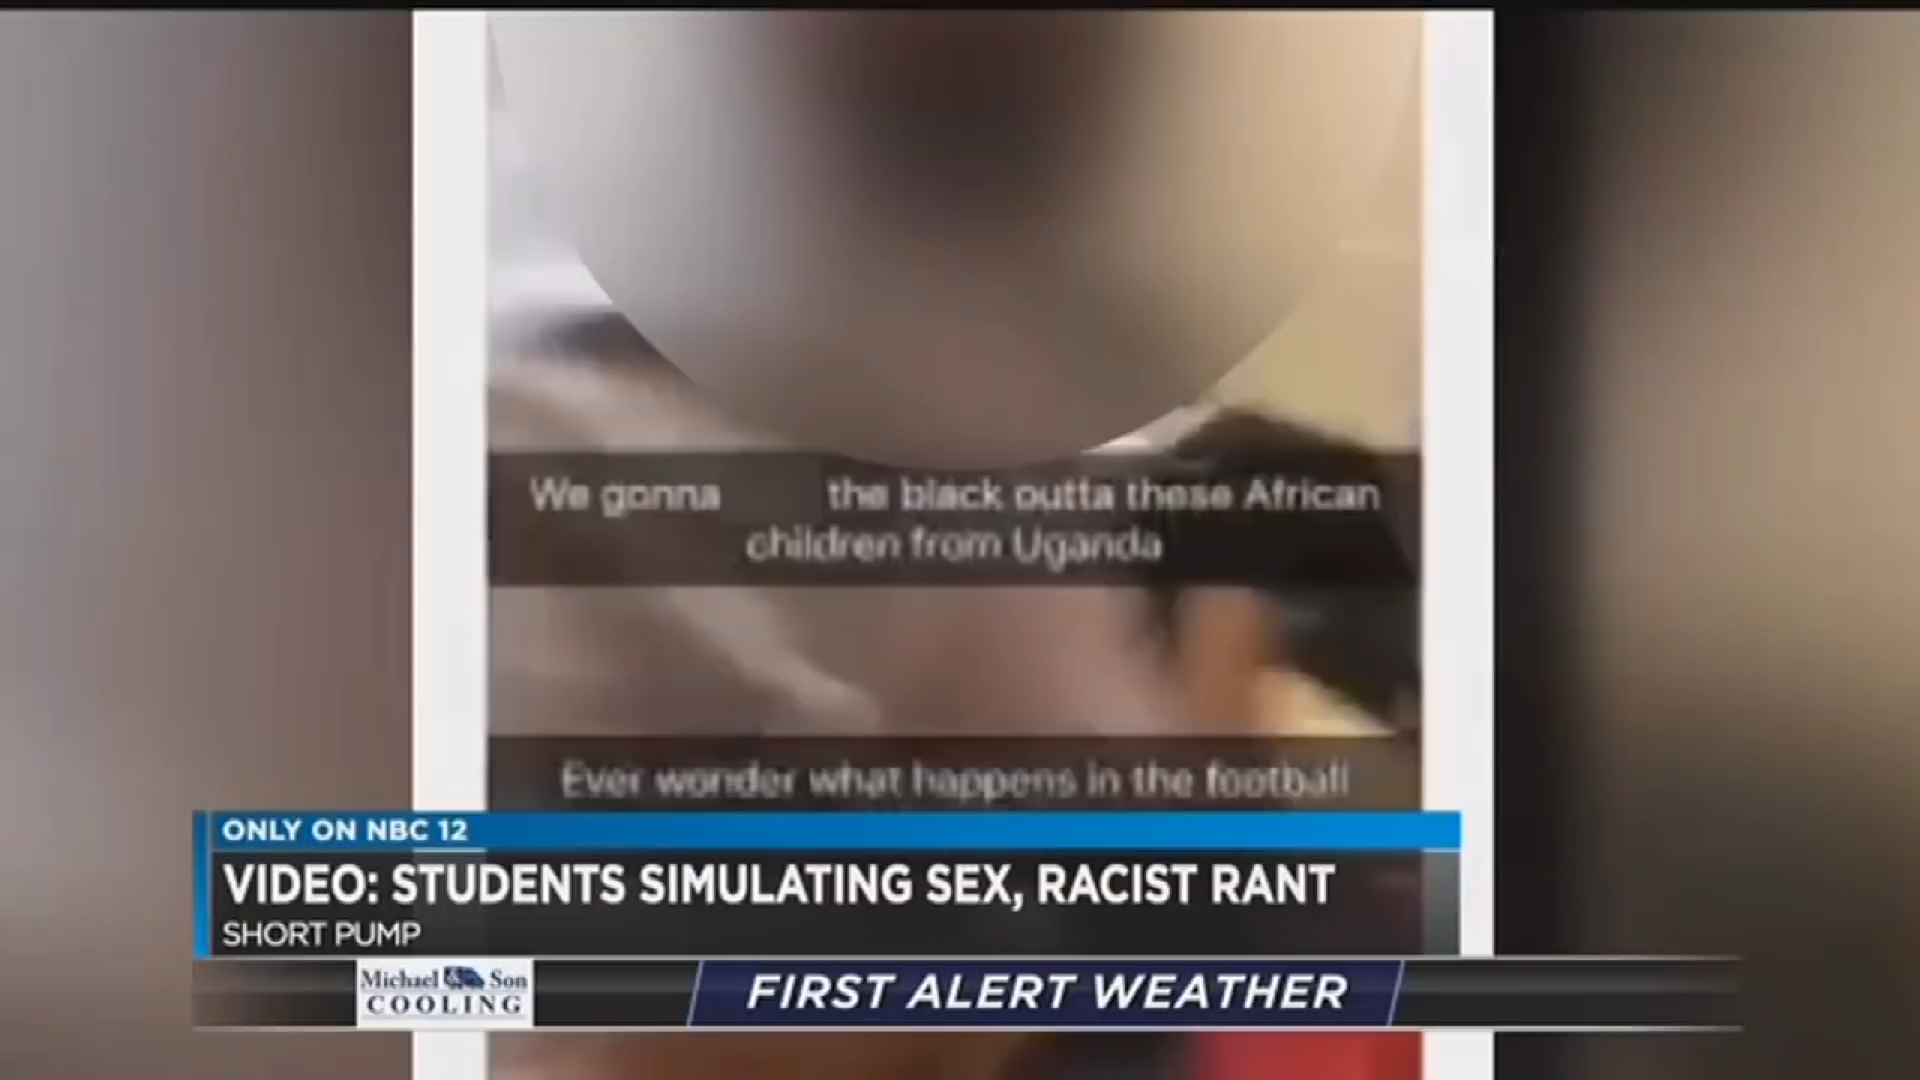 We gonna the black outta these African
children from Uganda
Ever wonder what happens in the football
ONLY ON NBC 12
VIDEO: STUDENTS SIMULATING SEX, RACIST RANT
SHORT PUMP
Michael & Son
COOLING
FIRST ALERT WEATHER